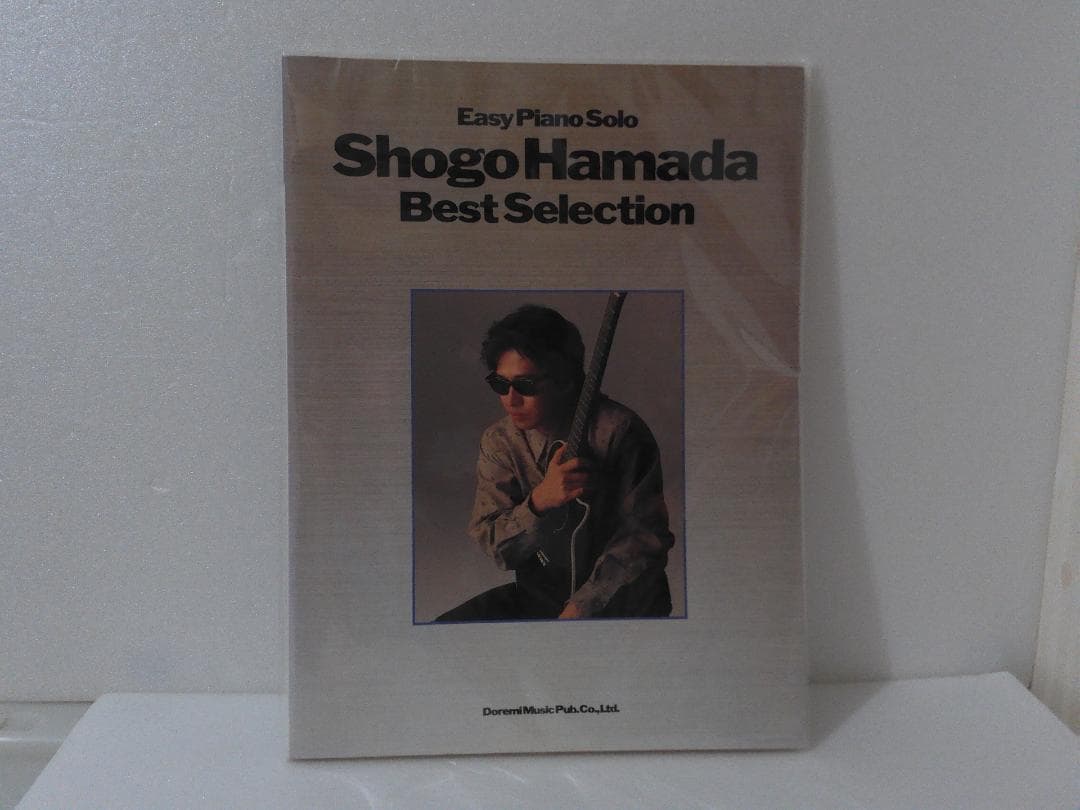 Easy Piano Solo
Shogo Hamada
Best Selection
Doremi Music Pub. Co., Ltd.